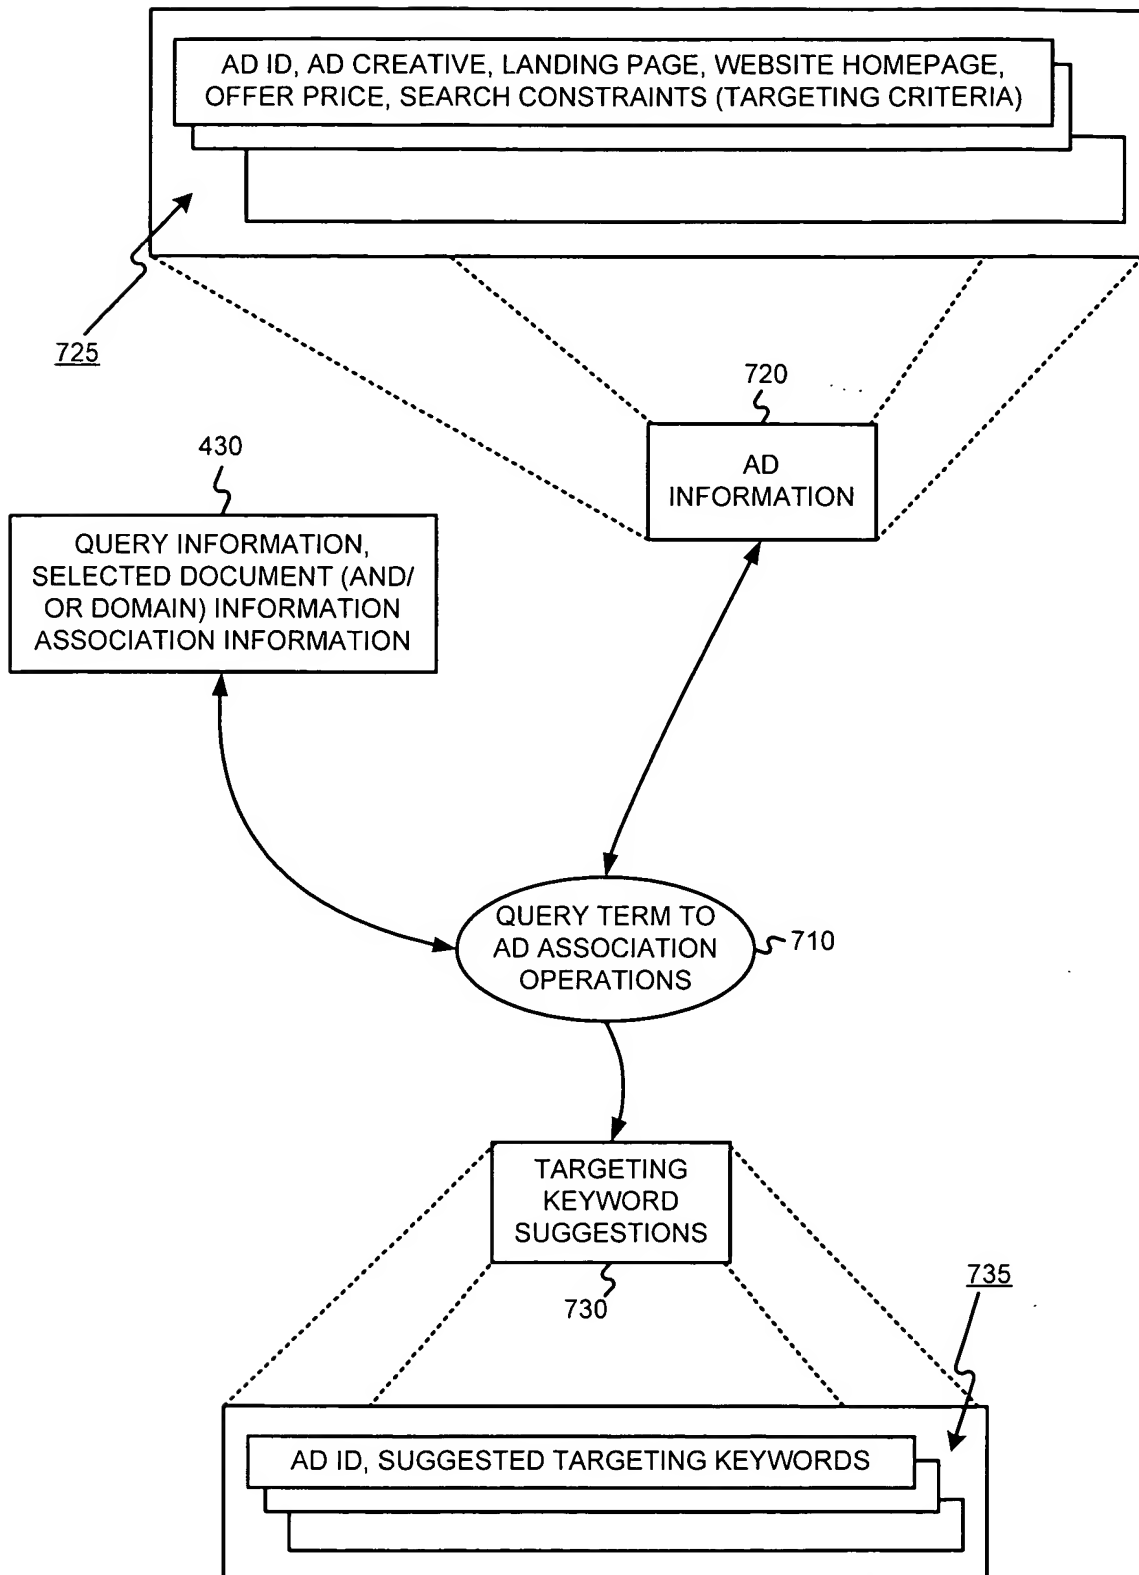 AD ID, AD CREATIVE, LANDING PAGE, WEBSITE HOMEPAGE,
OFFER PRICE, SEARCH CONSTRAINTS (TARGETING CRITERIA)
725
720
AD
INFORMATION
430
QUERY INFORMATION,
SELECTED DOCUMENT (AND/
OR DOMAIN) INFORMATION
ASSOCIATION INFORMATION
QUERY TERM TO
AD ASSOCIATION
OPERATIONS
710
TARGETING
KEYWORD
SUGGESTIONS
730
735
AD ID, SUGGESTED TARGETING KEYWORDS